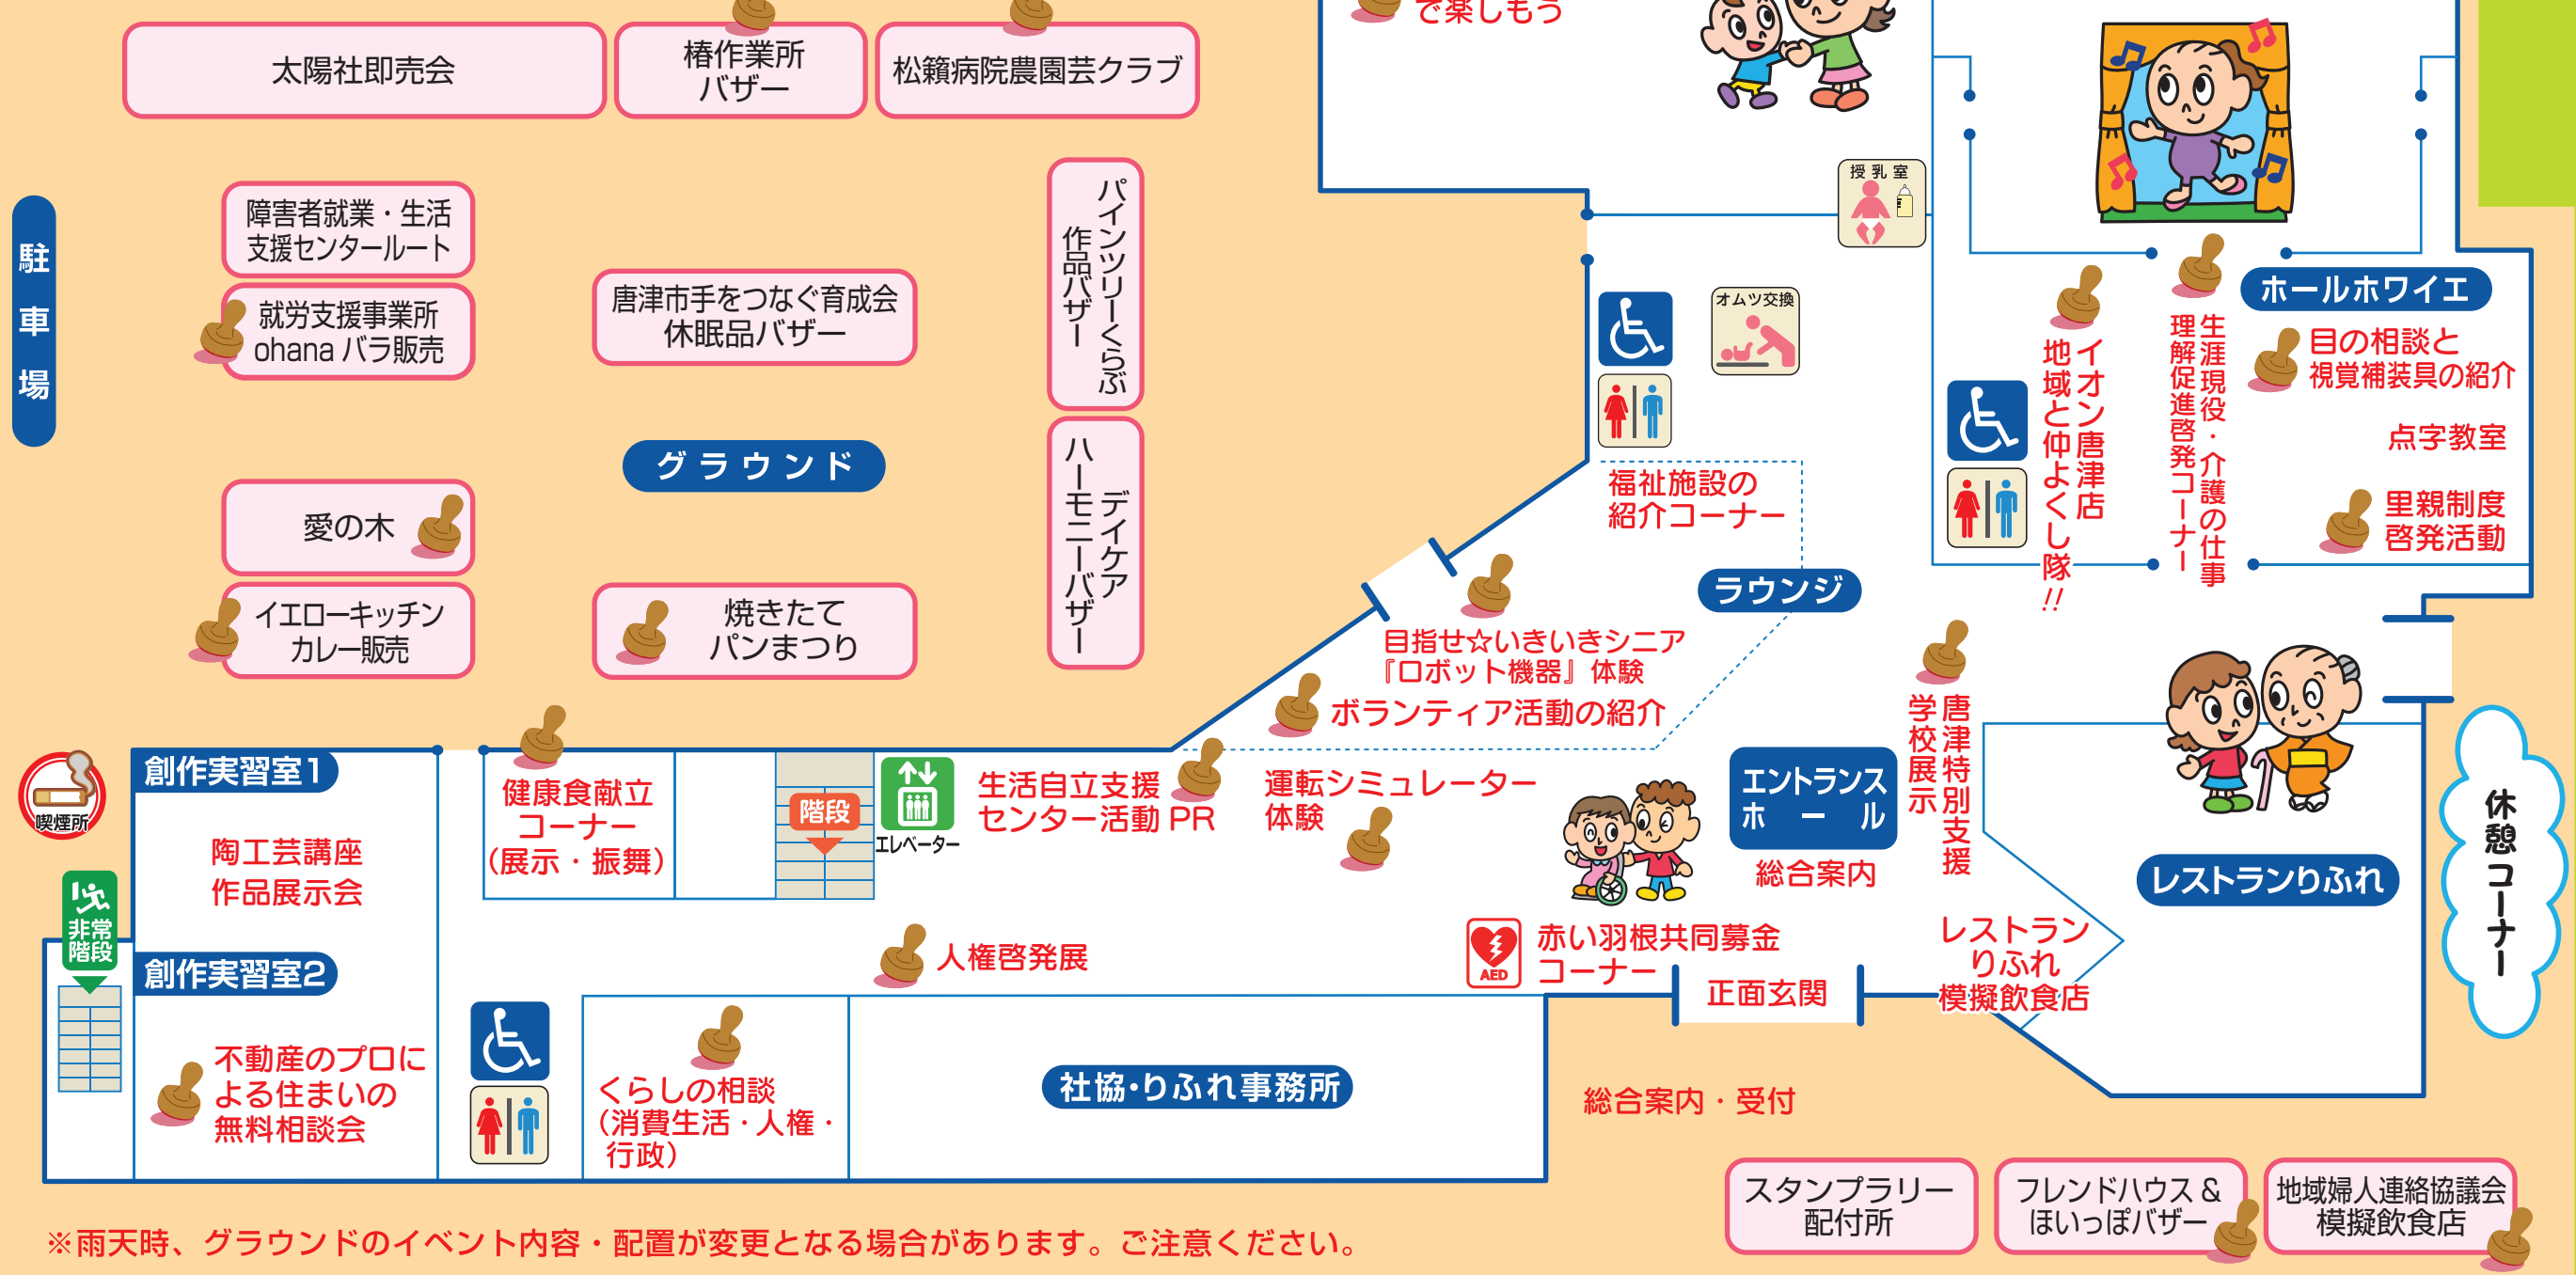 で楽しもう
太陽社即売会
椿作業所
バザー
松籟病院農園芸クラブ
授乳室
駐車場
障害者就業・生活
支援センタールート
就労支援事業所
ohana バラ販売
唐津市手をつなぐ育成会
休眠品バザー
パインツリーくらぶ
作品バザー
グラウンド
デイケア
ハーモニーバザー
愛の木
イエローキッチン
カレー販売
焼きたて
パンまつり
オムツ交換
ホールホワイエ
イオン唐津店
地域と仲よくし隊!!
生涯現役・介護の仕事
理解促進啓発コーナー
目の相談と
視覚補装具の紹介
点字教室
里親制度
啓発活動
福祉施設の
紹介コーナー
ラウンジ
目指せ☆いきいきシニア
『ロボット機器』体験
ボランティア活動の紹介
唐津特別支援
学校展示
喫煙所
創作実習室1
陶工芸講座
作品展示会
健康食献立
コーナー
(展示・振舞)
階段
エレベーター
生活自立支援
センター活動 PR
運転シミュレーター
体験
エントランス
ホール
総合案内
レストランりふれ
休憩コーナー
非常
階段
創作実習室2
人権啓発展
AED
赤い羽根共同募金
コーナー
正面玄関
レストラン
りふれ
模擬飲食店
不動産のプロに
よる住まいの
無料相談会
くらしの相談
(消費生活・人権・
行政)
社協・りふれ事務所
総合案内・受付
スタンプラリー
配付所
フレンドハウス &
ほいっぽバザー
地域婦人連絡協議会
模擬飲食店
※雨天時、グラウンドのイベント内容・配置が変更となる場合があります。ご注意ください。